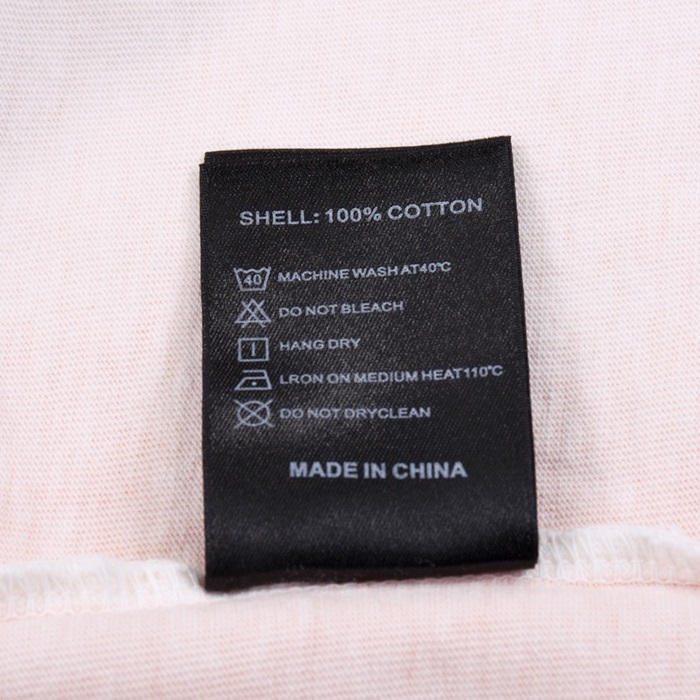 SHELL: 100% COTTON
40 MACHINE WASH AT40℃
DO NOT BLEACH
HANG DRY
LRON ON MEDIUM HEAT110℃
DO NOT DRYCLEAN
MADE IN CHINA